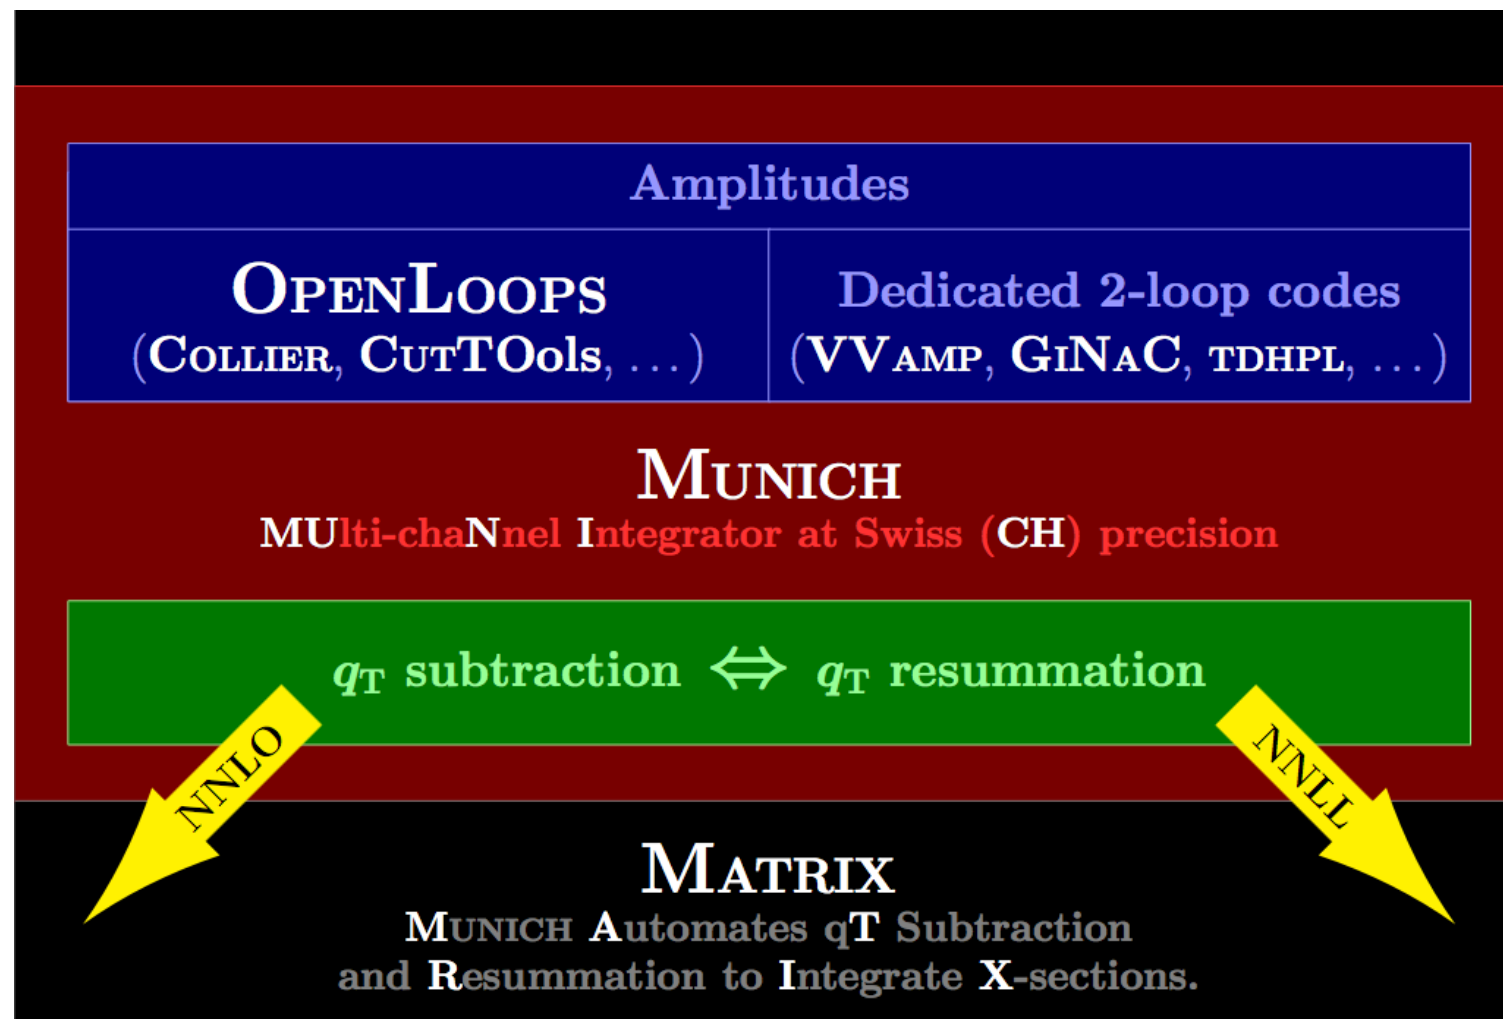 Amplitudes
OPENLOOPS
(COLLIER, CUTTOols, ...)
Dedicated 2-loop codes
(VVAMP, GINAC, TDHPL, ...)
MUNICH
MUlti-chaNnel Integrator at Swiss (CH) precision
qT subtraction ⇔ qT resummation
NNLO
NNLL
MATRIX
MUNICH Automates qT Subtraction
and Resummation to Integrate X-sections.